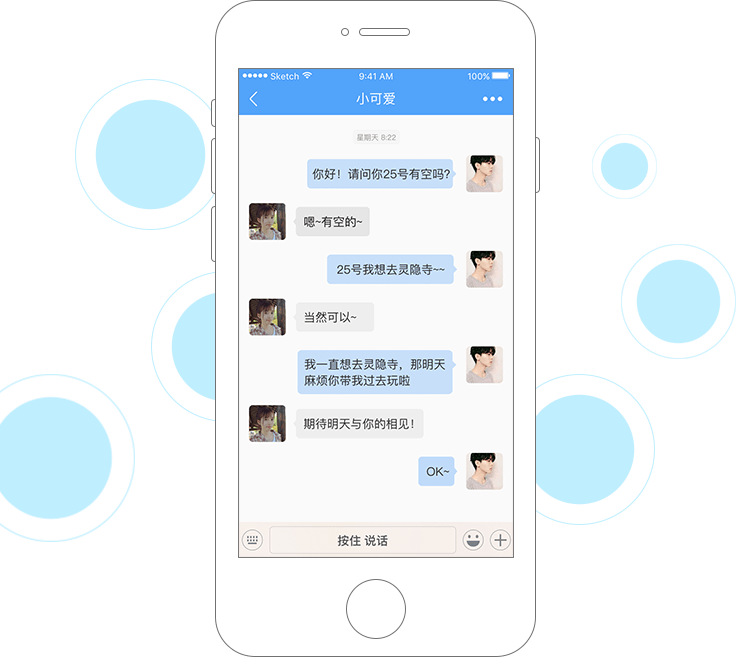 Sketch 9:41 AM 100%
小可爱
星期天 8:22
你好！请问你25号有空吗?
嗯~有空的~
25号我想去灵隐寺~~
当然可以~
我一直想去灵隐寺，那明天
麻烦你带我过去玩啦
期待明天与你的相见！
OK~
按住 说话